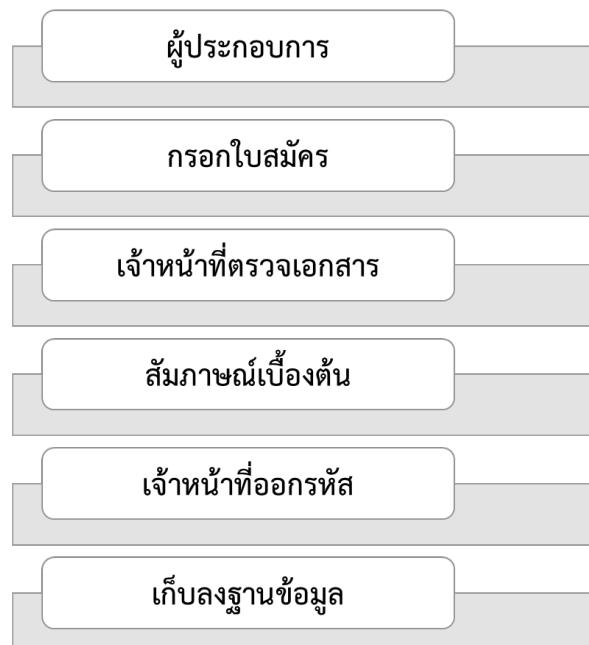 ผู้ประกอบการ
กรอกใบสมัคร
เจ้าหน้าที่ตรวจเอกสาร
สัมภาษณ์เบื้องต้น
เจ้าหน้าที่ออกรหัส
เก็บลงฐานข้อมูล